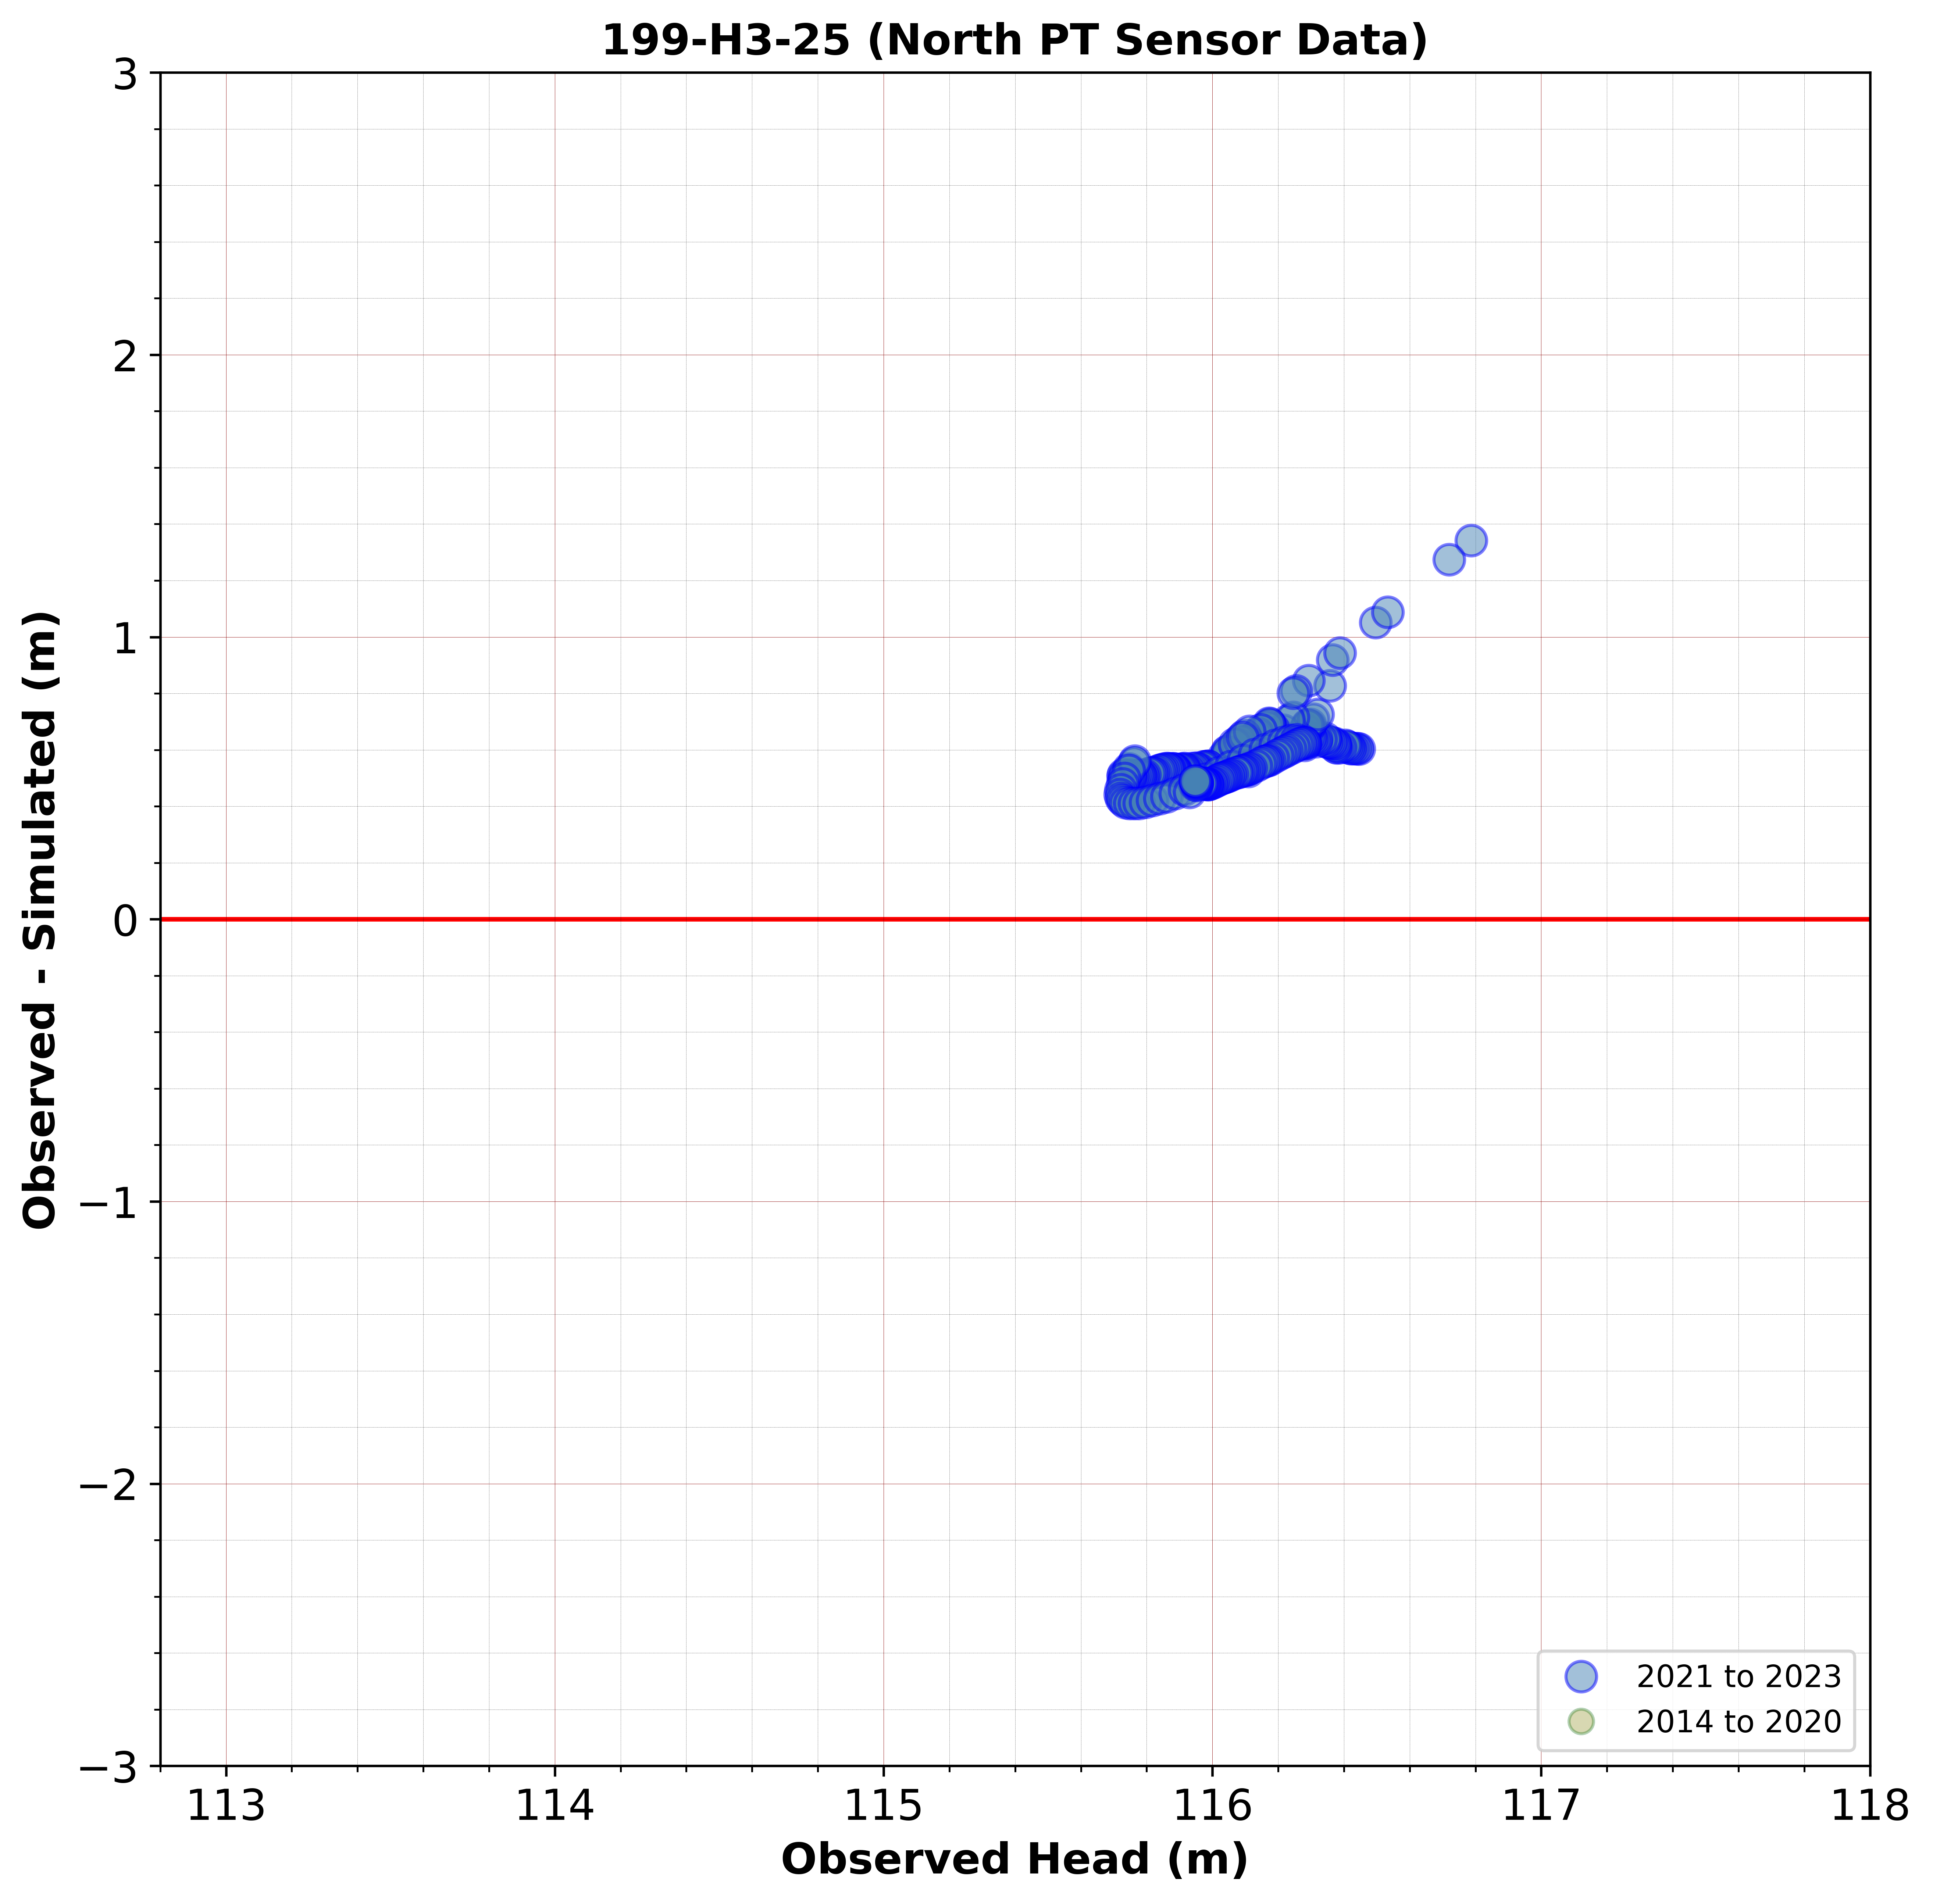 199-H3-25 (North PT Sensor Data)
Observed - Simulated (m)
3
2
1
0
−1
−2
−3
113 114 115 116 117 118
Observed Head (m)
2021 to 2023
2014 to 2020